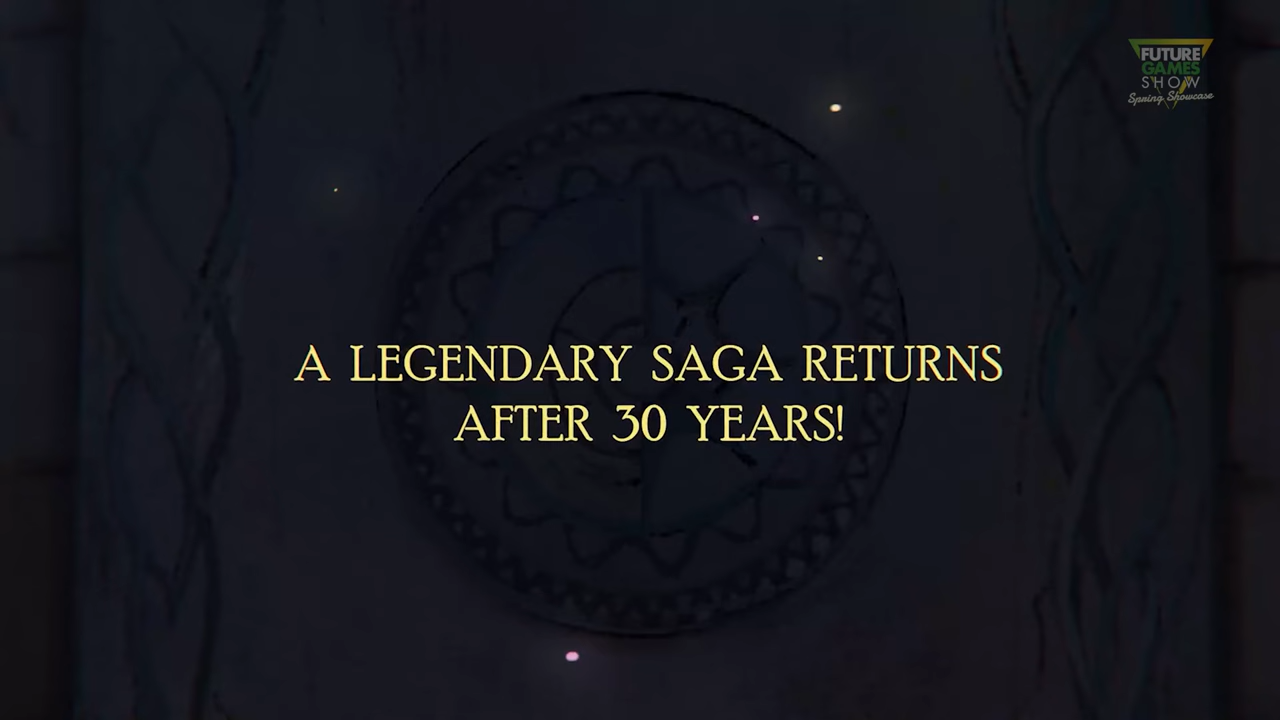 FUTURE
GAMES
SHOW
Spring Showcase
A LEGENDARY SAGA RETURNS
AFTER 30 YEARS!